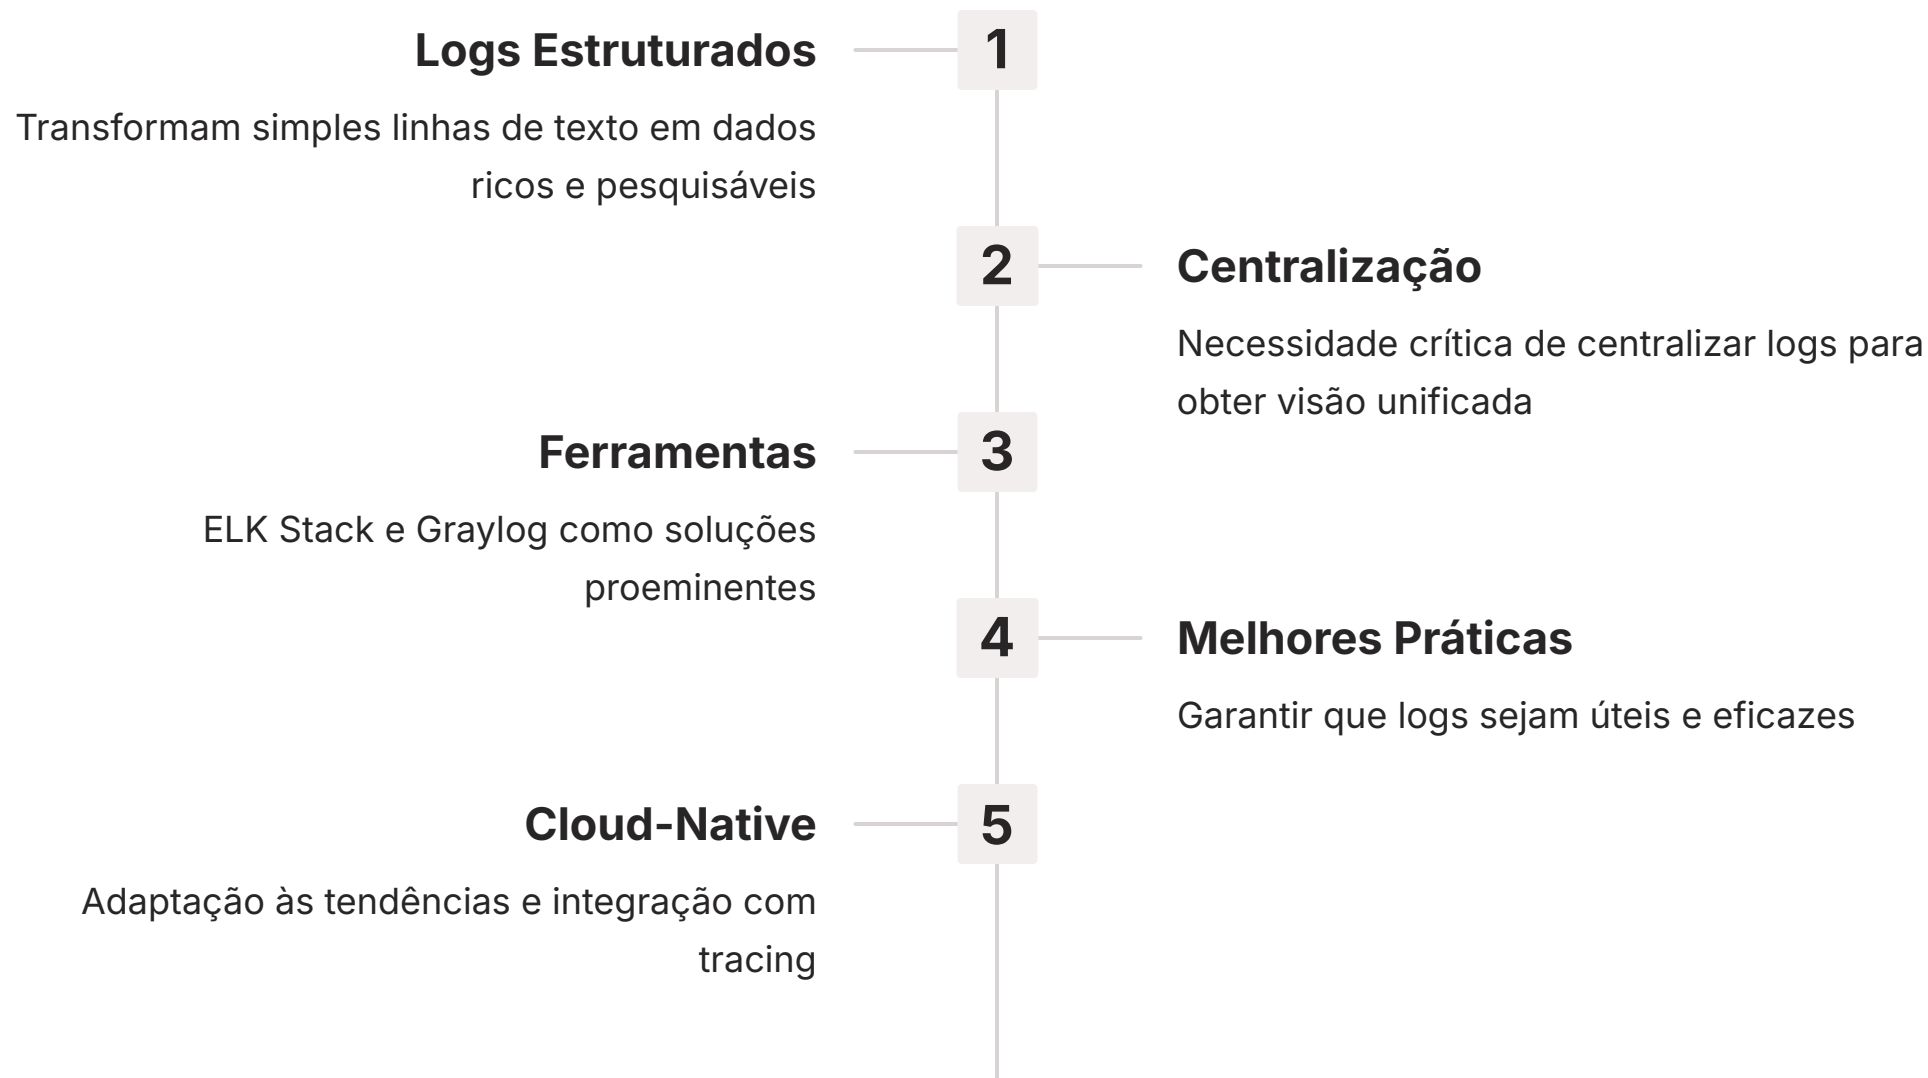 1
Logs Estruturados
Transformam simples linhas de texto em dados
ricos e pesquisáveis
2
Centralização
Necessidade crítica de centralizar logs para
obter visão unificada
3
Ferramentas
ELK Stack e Graylog como soluções
proeminentes
4
Melhores Práticas
Garantir que logs sejam úteis e eficazes
5
Cloud-Native
Adaptação às tendências e integração com
tracing